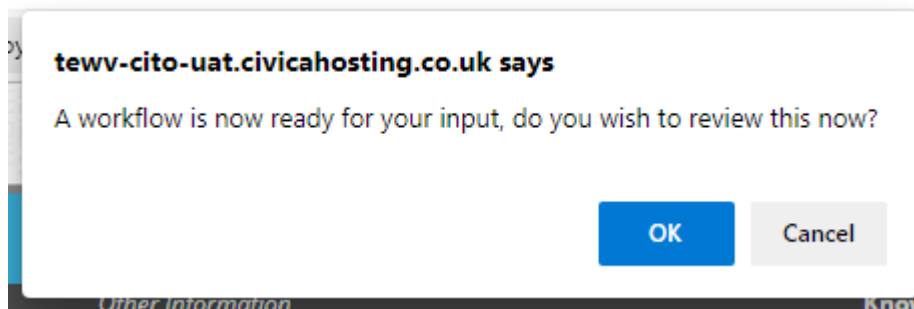 tewv-cito-uat.civicahosting.co.uk says
A workflow is now ready for your input, do you wish to review this now?
OK Cancel
Other Information